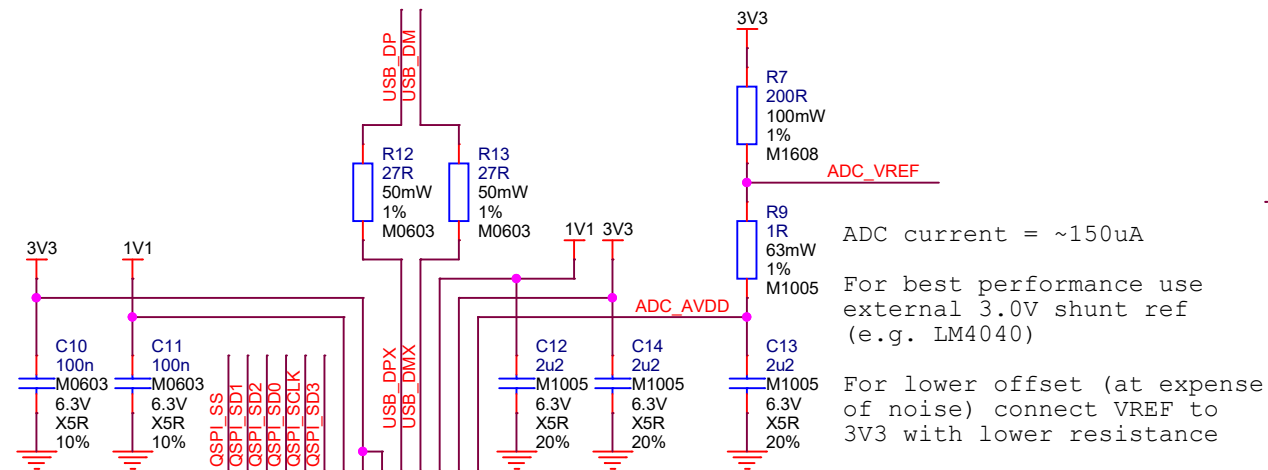 3V3
USB_DP
USB_DM
R7
200R
100mW
1%
M1608
R12
27R
50mW
1%
M0603
R13
27R
50mW
1%
M0603
ADC_VREF
R9
1R
63mW
1%
M1005
ADC current = ~150uA
For best performance use
external 3.0V shunt ref
(e.g. LM4040)
For lower offset (at expense
of noise) connect VREF to
3V3 with lower resistance
3V3
1V1
1V1
3V3
ADC_AVDD
C10
100n
M0603
6.3V
X5R
10%
C11
100n
M0603
6.3V
X5R
10%
QSPI_SS
QSPI_SD1
QSPI_SD2
QSPI_SD0
QSPI_SCLK
QSPI_SD3
USB_DPX
USB_DMX
C12
2u2
M1005
6.3V
X5R
20%
C14
2u2
M1005
6.3V
X5R
20%
C13
2u2
M1005
6.3V
X5R
20%